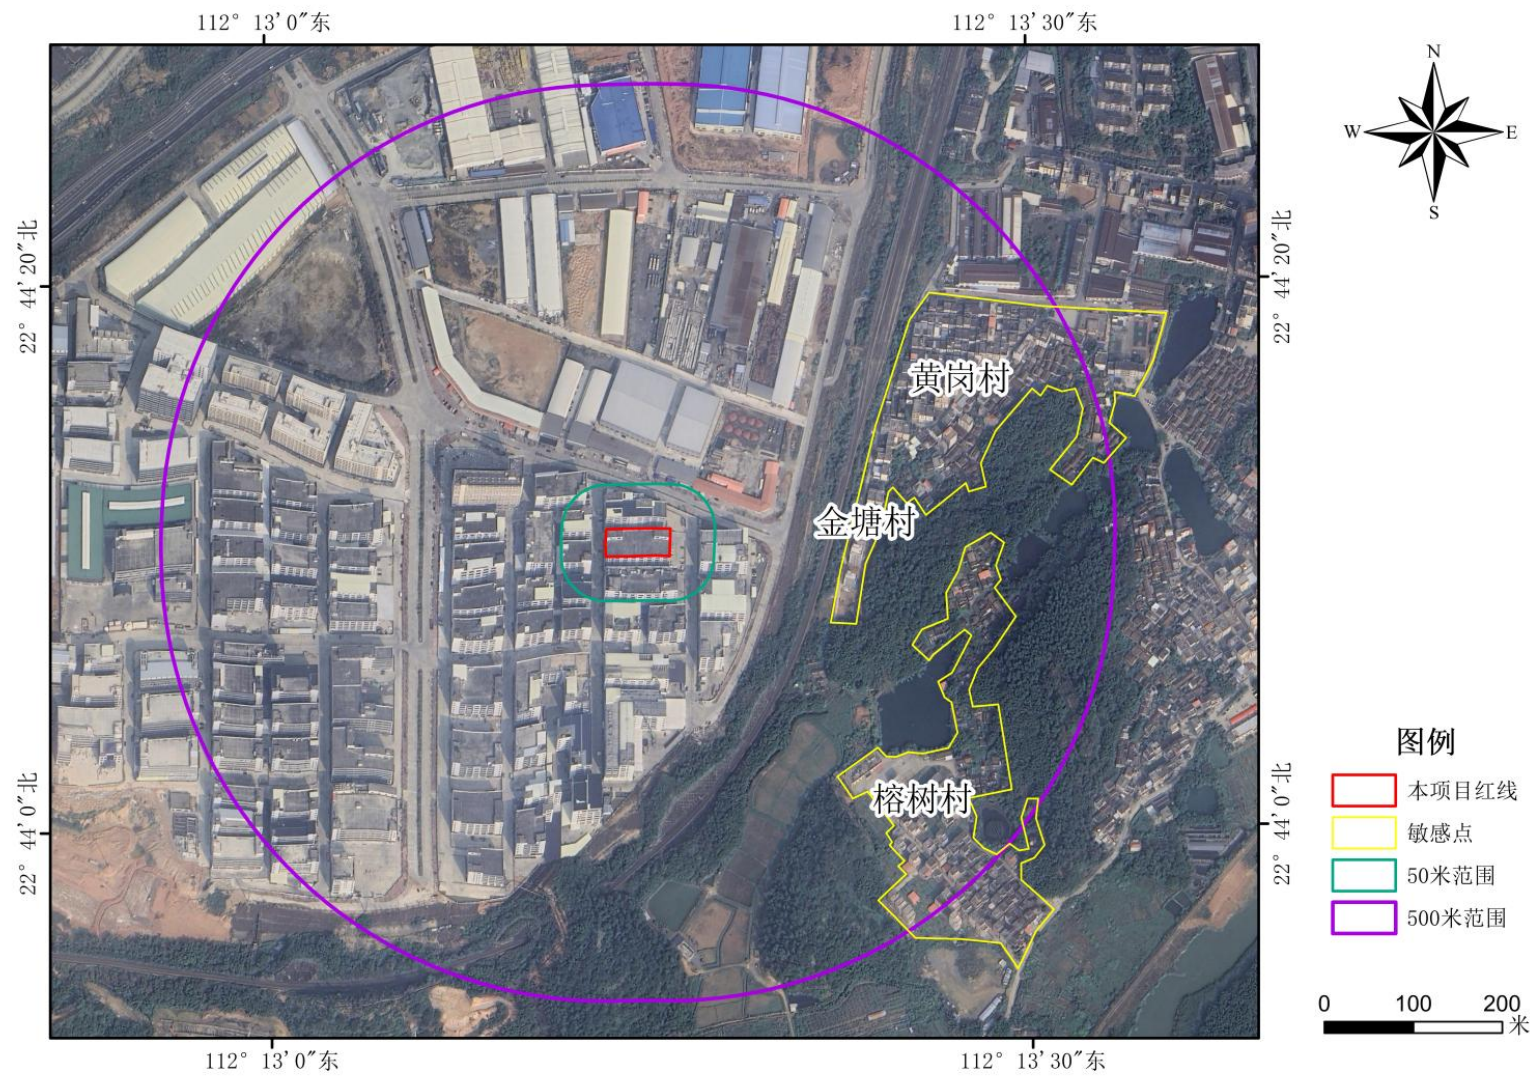 112° 13′0″东
112° 13′30″东
N
W
E
S
22° 44′20″北
22° 44′20″北
黄岗村
金塘村
榕树村
22° 44′0″北
22° 44′0″北
图例
本项目红线
敏感点
50米范围
500米范围
0 100 200
米
112° 13′0″东
112° 13′30″东